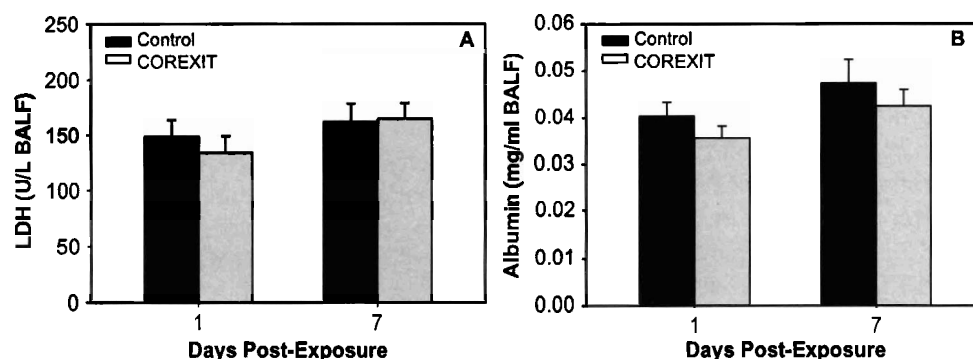 A
Control
COREXIT
LDH (U/L BALF)
250
200
150
100
50
0
1
7
Days Post-Exposure
B
Control
COREXIT
Albumin (mg/ml BALF)
0.06
0.05
0.04
0.03
0.02
0.01
0.00
1
7
Days Post-Exposure